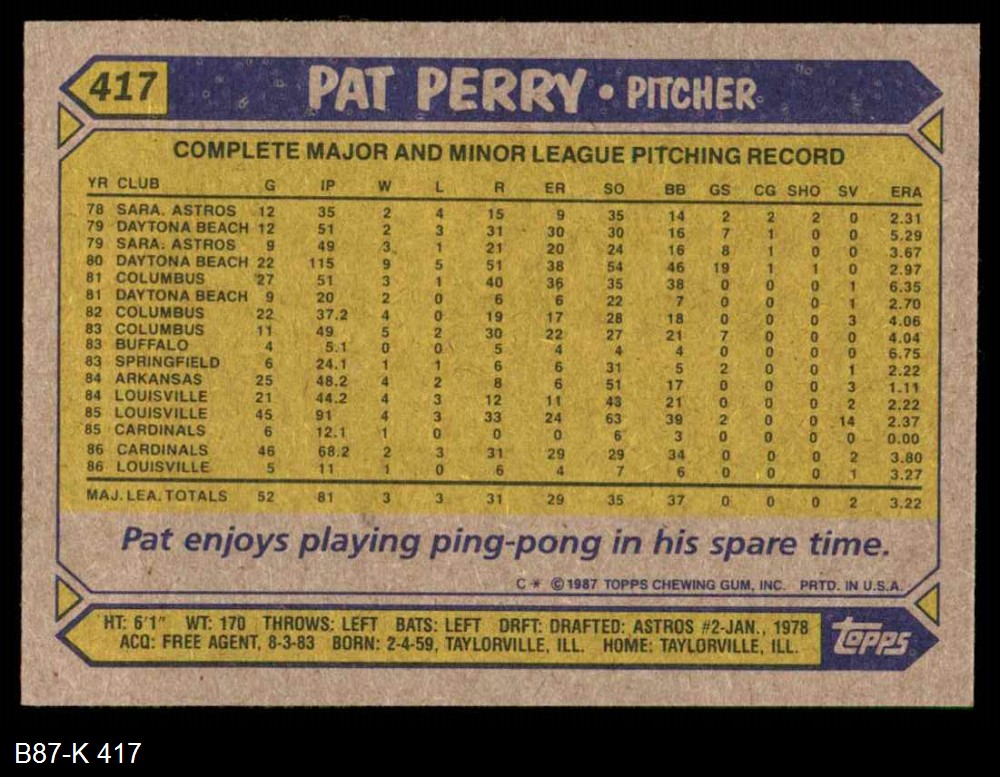 417 PAT PERRY • PITCHER
COMPLETE MAJOR AND MINOR LEAGUE PITCHING RECORD
YR CLUB G IP W L R ER SO BB GS CG SHO SV ERA
78 SARA. ASTROS 12 35 2 4 15 9 35 14 2 2 2 0 2.31
79 DAYTONA BEACH 12 51 2 3 31 30 30 16 7 1 0 0 5.29
79 SARA. ASTROS 9 49 3 1 21 20 24 16 8 1 0 0 3.67
80 DAYTONA BEACH 22 115 9 5 51 38 54 46 19 1 1 0 2.97
81 COLUMBUS 27 51 3 1 40 36 35 38 0 0 0 1 6.35
81 DAYTONA BEACH 9 20 2 0 6 6 22 7 0 0 0 1 2.70
82 COLUMBUS 22 37.2 4 0 19 17 28 18 0 0 0 3 4.06
83 COLUMBUS 11 49 5 2 30 22 27 21 7 0 0 0 4.04
83 BUFFALO 4 5.1 0 0 5 4 4 4 0 0 0 0 6.75
83 SPRINGFIELD 6 24.1 1 1 6 6 31 5 2 0 0 1 2.22
84 ARKANSAS 25 48.2 4 2 8 6 51 17 0 0 0 3 1.11
84 LOUISVILLE 21 44.2 4 3 12 11 43 21 0 0 0 2 2.22
85 LOUISVILLE 45 91 4 3 33 24 63 39 2 0 0 14 2.37
85 CARDINALS 6 12.1 1 0 0 0 6 3 0 0 0 0 0.00
86 CARDINALS 46 68.2 2 3 31 29 29 34 0 0 0 2 3.80
86 LOUISVILLE 5 11 1 0 6 4 7 6 0 0 0 1 3.27
MAJ. LEA. TOTALS 52 81 3 3 31 29 35 37 0 0 0 2 3.22
Pat enjoys playing ping-pong in his spare time.
C* ©1987 TOPPS CHEWING GUM, INC. PRTD. IN U.S.A.
HT: 6'1" WT: 170 THROWS: LEFT BATS: LEFT DRFT: DRAFTED: ASTROS #2-JAN., 1978
ACQ: FREE AGENT, 8-3-83 BORN: 2-4-59, TAYLORVILLE, ILL. HOME: TAYLORVILLE, ILL.
topps
B87-K 417